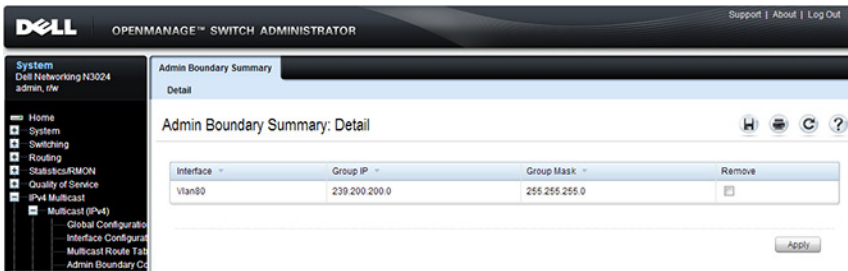 Support | About | Log Out
DELL OPENMANAGE™ SWITCH ADMINISTRATOR
System
Dell Networking N3024
admin, r/w
Home
System
Switching
Routing
Statistics/RMON
Quality of Service
IPv4 Multicast
Multicast (IPv4)
Global Configuratio
Interface Configurat
Multicast Route Tab
Admin Boundary Co
Admin Boundary Summary
Detail
Admin Boundary Summary: Detail
Interface Group IP Group Mask Remove
Vlan80 239.200.200.0 255.255.255.0
Apply